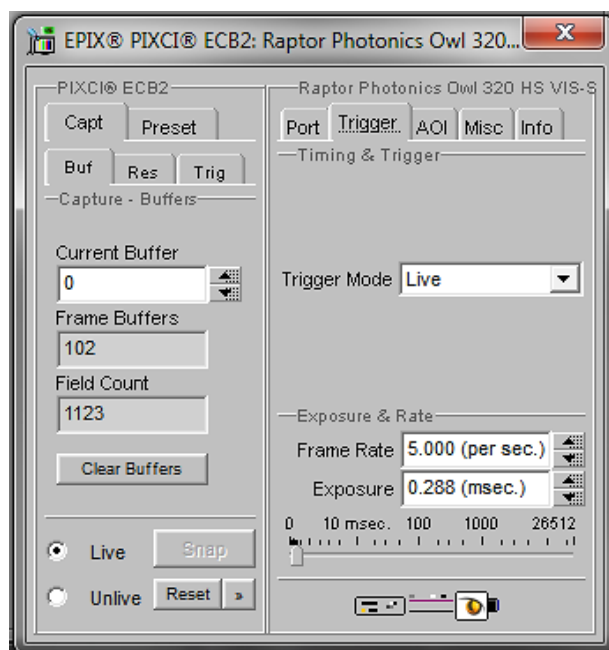 EPIX® PIXCI® ECB2: Raptor Photonics Owl 320...
PIXCI® ECB2
Capt Preset
Buf Res Trig
Capture - Buffers
Current Buffer
0
Frame Buffers
102
Field Count
1123
Clear Buffers
Live Snap
Unlive Reset »
Raptor Photonics Owl 320 HS VIS-S
Port Trigger. AOI Misc Info
Timing & Trigger
Trigger Mode Live
Exposure & Rate
Frame Rate 5.000 (per sec.)
Exposure 0.288 (msec.)
0 10 msec. 100 1000 26512